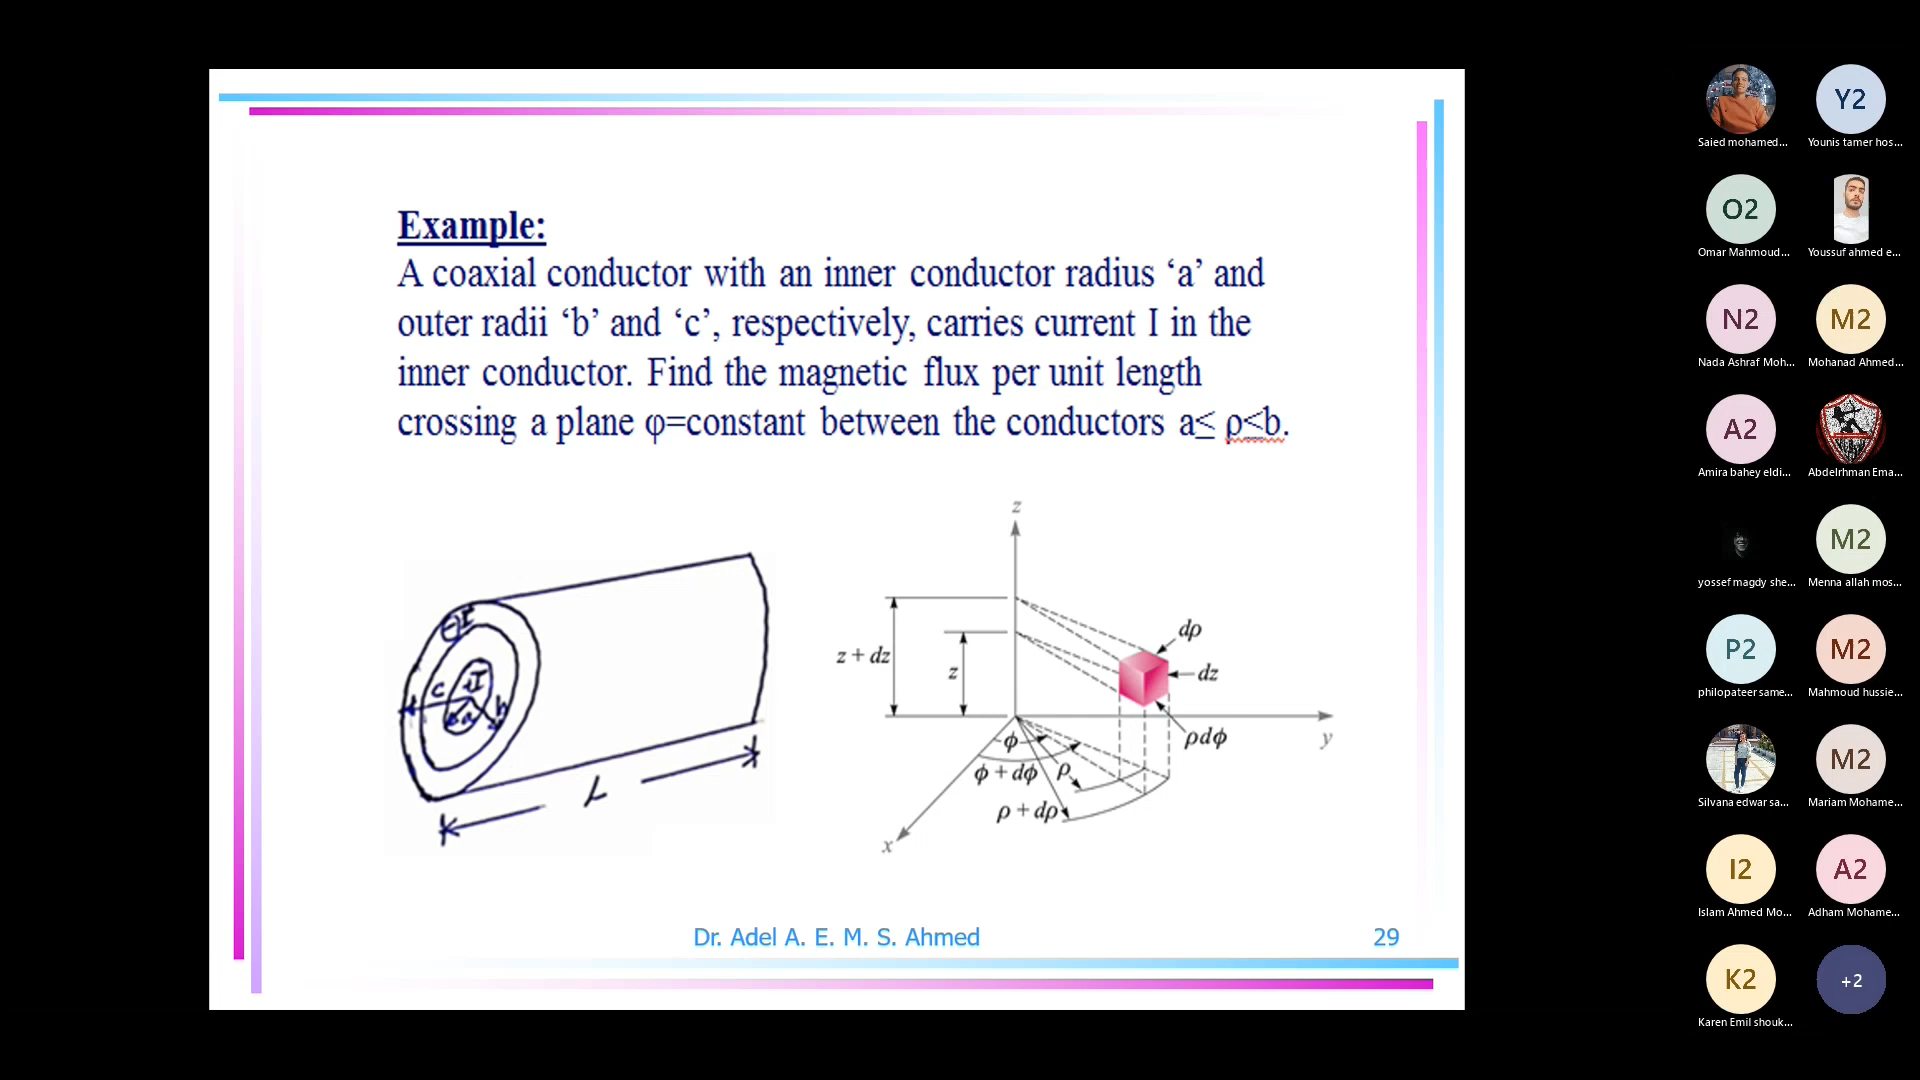 Example:
A coaxial conductor with an inner conductor radius ‘a’ and
outer radii ‘b’ and ‘c’, respectively, carries current I in the
inner conductor. Find the magnetic flux per unit length
crossing a plane φ=constant between the conductors a≤ ρ≤b.
-I
c
+I
a
b
L
z
z + dz
z
dρ
dz
ρdϕ
y
ϕ
ϕ + dϕ
ρ
ρ + dρ
x
Dr. Adel A. E. M. S. Ahmed
29
Saied mohamed...
Y2
Younis tamer hos...
O2
Omar Mahmoud...
Youssuf ahmed e...
N2
Nada Ashraf Moh...
M2
Mohanad Ahmed...
A2
Amira bahey eldi...
Abdelrhman Ema...
yossef magdy she...
M2
Menna allah mos...
P2
philopateer same...
M2
Mahmoud hussie...
Silvana edwar sa...
M2
Mariam Mohame...
I2
Islam Ahmed Mo...
A2
Adham Mohame...
K2
Karen Emil shouk...
+2